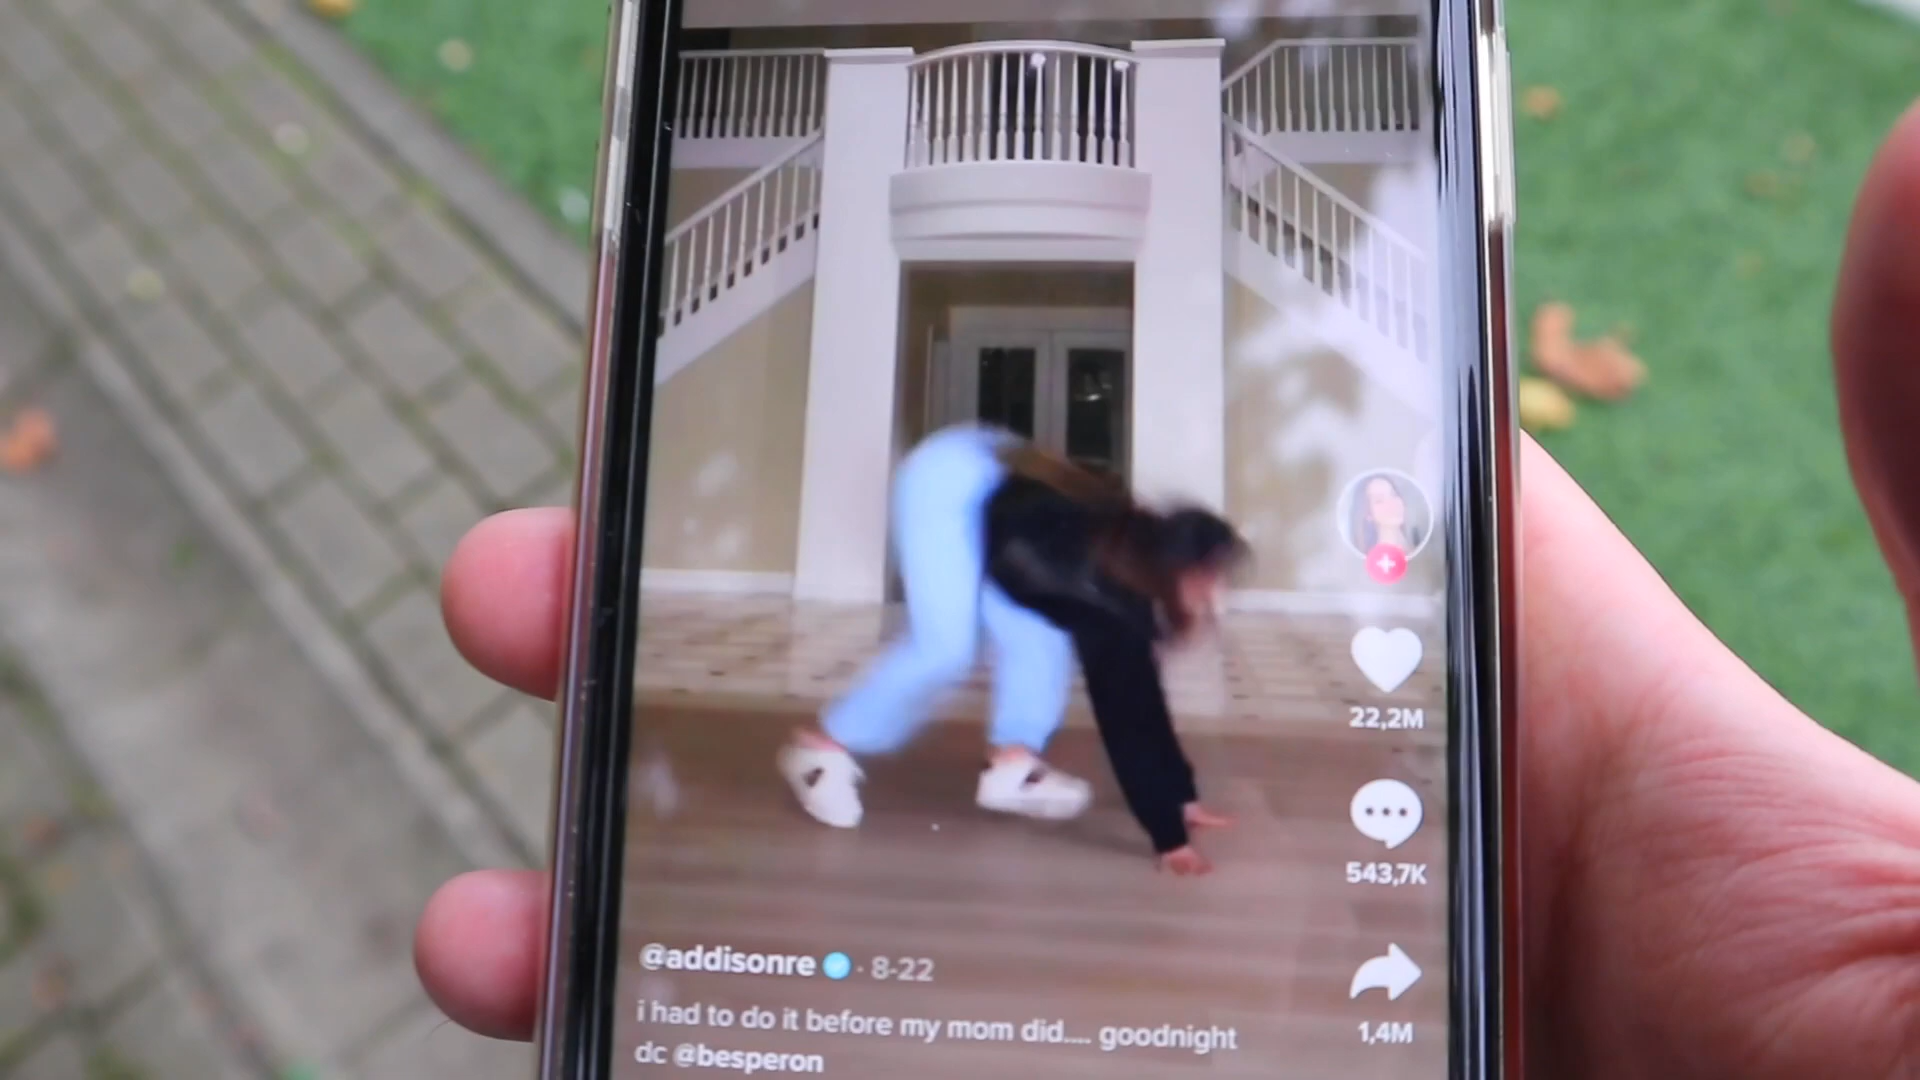 22,2M
543,7K
@addisonre · 8-22
1,4M
i had to do it before my mom did.... goodnight
dc @besperon